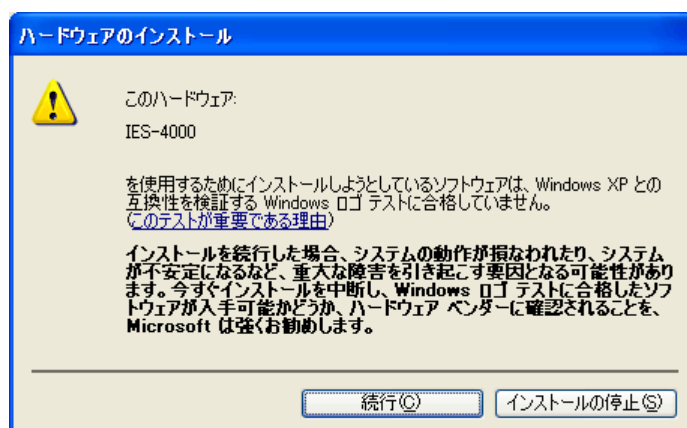 ハードウェアのインストール
このハードウェア:
IES-4000
を使用するためにインストールしようとしているソフトウェアは、Windows XP との
互換性を検証する Windows ロゴ テストに合格していません。
(このテストが重要である理由)
インストールを続行した場合、システムの動作が損なわれたり、システム
が不安定になるなど、重大な障害を引き起こす要因となる可能性があり
ます。今すぐインストールを中断し、Windows ロゴ テストに合格したソフ
トウェアが入手可能かどうか、ハードウェア ベンダーに確認されることを、
Microsoft は強くお勧めします。
続行(C)
インストールの停止(S)